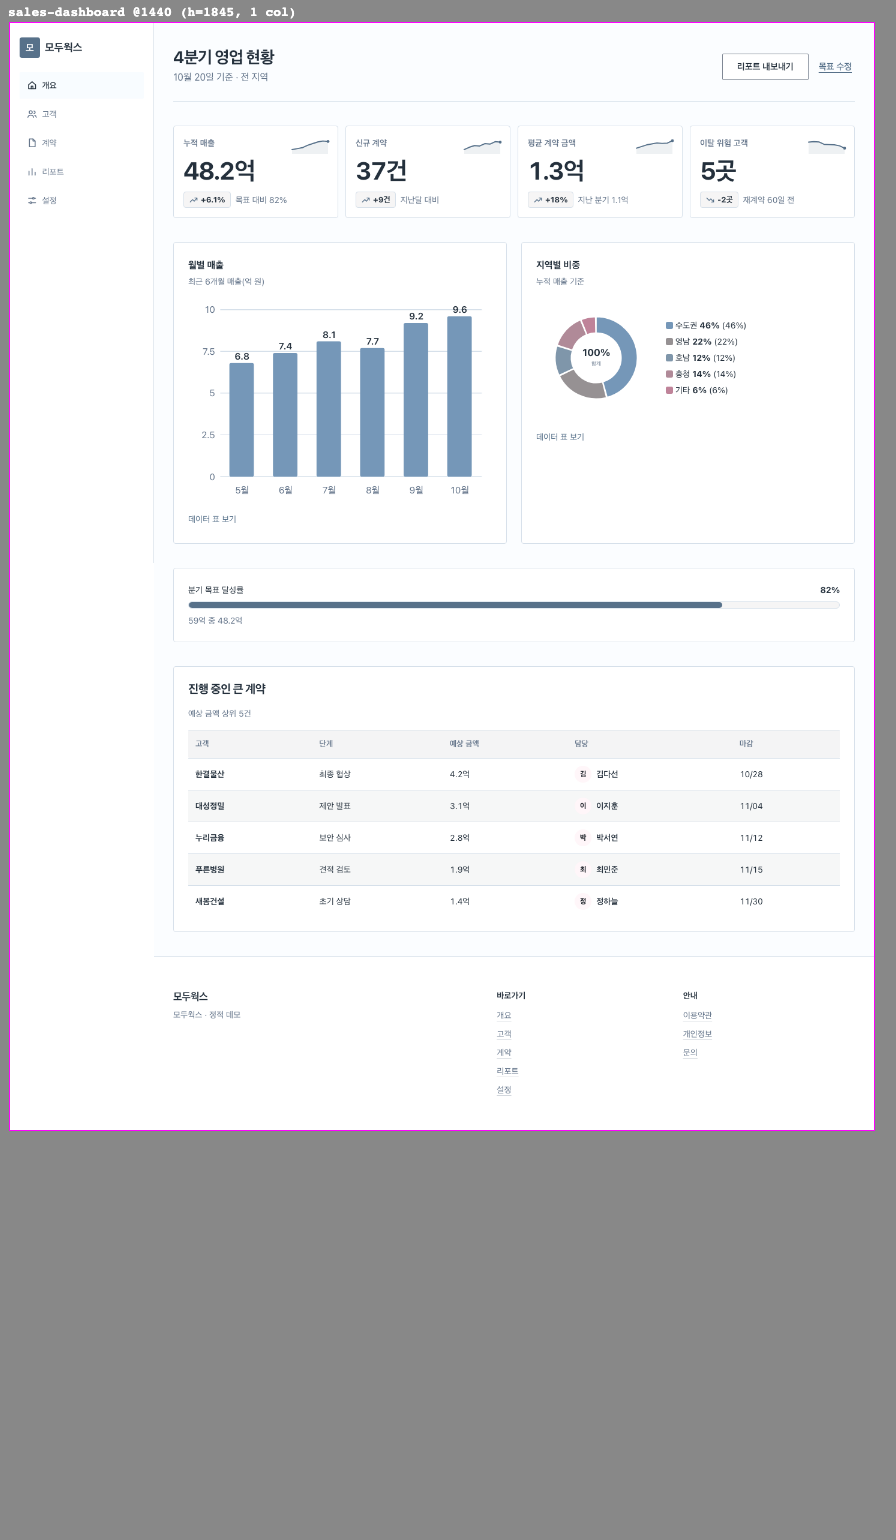 sales-dashboard @1440 (h=1845, 1 col)
모 모두웍스
개요
고객
계약
리포트
설정
4분기 영업 현황
10월 20일 기준 · 전 지역
리포트 내보내기
목표 수정
누적 매출
48.2억
+6.1% 목표 대비 82%
신규 계약
37건
+9건 지난달 대비
평균 계약 금액
1.3억
+18% 지난 분기 1.1억
이탈 위험 고객
5곳
-2곳 재계약 60일 전
월별 매출
최근 6개월 매출(억 원)
10
7.5
5
2.5
0
6.8
7.4
8.1
7.7
9.2
9.6
5월
6월
7월
8월
9월
10월
데이터 표 보기
지역별 비중
누적 매출 기준
100%
합계
수도권 46% (46%)
영남 22% (22%)
호남 12% (12%)
충청 14% (14%)
기타 6% (6%)
데이터 표 보기
분기 목표 달성률 82%
59억 중 48.2억
진행 중인 큰 계약
예상 금액 상위 5건
고객 단계 예상 금액 담당 마감
한결물산 최종 협상 4.2억 김 김다선 10/28
대성정밀 제안 발표 3.1억 이 이지훈 11/04
누리금융 보안 심사 2.8억 박 박서연 11/12
푸른병원 견적 검토 1.9억 최 최민준 11/15
새봄건설 초기 상담 1.4억 정 정하늘 11/30
모두웍스
모두웍스 · 정적 데모
바로가기
개요
고객
계약
리포트
설정
안내
이용약관
개인정보
문의